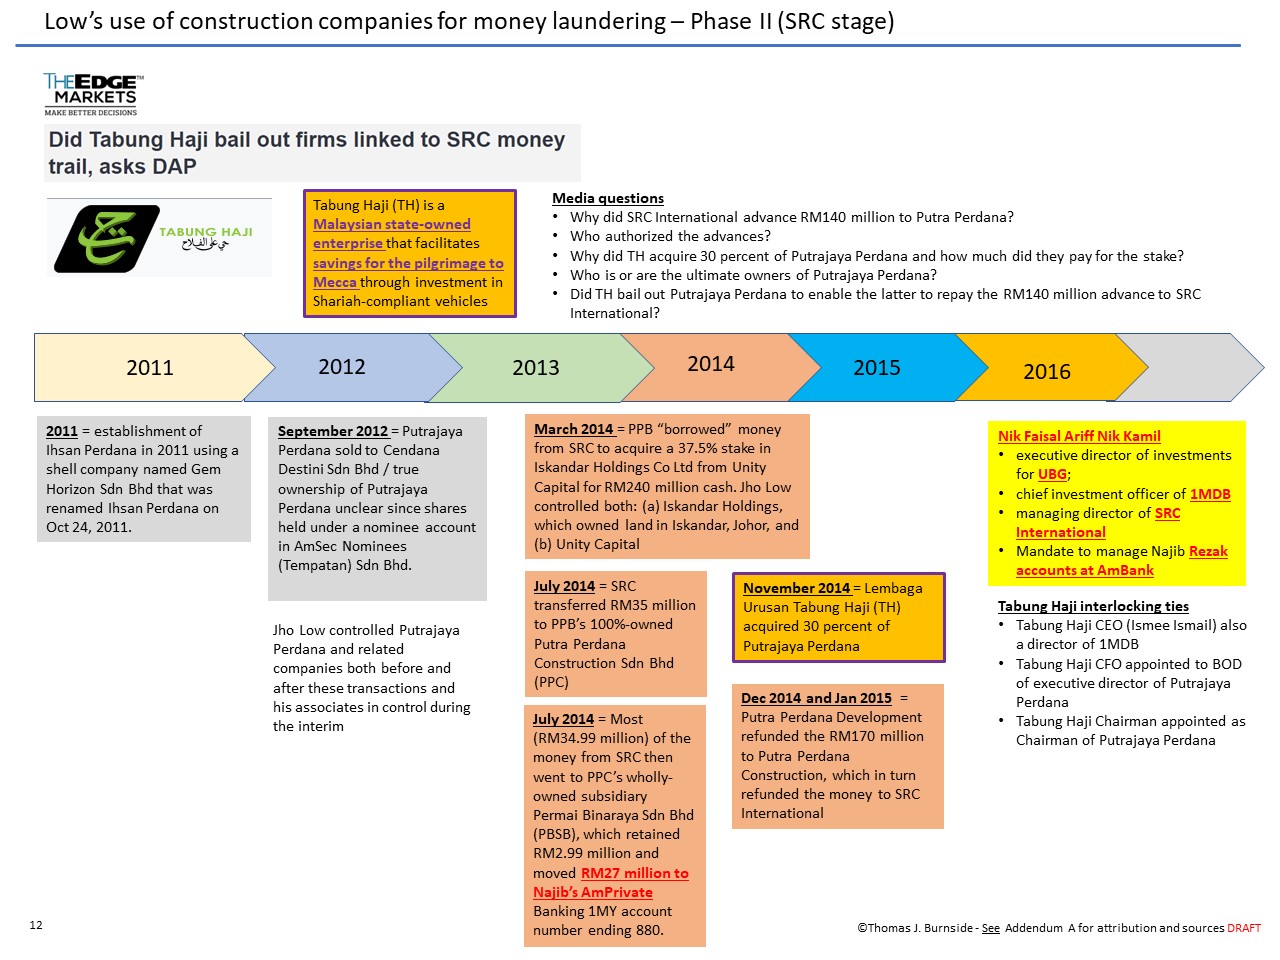 Low’s use of construction companies for money laundering – Phase II (SRC stage)
THEEDGE™
MARKETS
MAKE BETTER DECISIONS
Did Tabung Haji bail out firms linked to SRC money
trail, asks DAP
TABUNG HAJI
حي على الفلاح
Tabung Haji (TH) is a
Malaysian state-owned
enterprise that facilitates
savings for the pilgrimage to
Mecca through investment in
Shariah-compliant vehicles
Media questions
• Why did SRC International advance RM140 million to Putra Perdana?
• Who authorized the advances?
• Why did TH acquire 30 percent of Putrajaya Perdana and how much did they pay for the stake?
• Who is or are the ultimate owners of Putrajaya Perdana?
• Did TH bail out Putrajaya Perdana to enable the latter to repay the RM140 million advance to SRC
International?
2011
2012
2013
2014
2015
2016
2011 = establishment of
Ihsan Perdana in 2011 using a
shell company named Gem
Horizon Sdn Bhd that was
renamed Ihsan Perdana on
Oct 24, 2011.
September 2012 = Putrajaya
Perdana sold to Cendana
Destini Sdn Bhd / true
ownership of Putrajaya
Perdana unclear since shares
held under a nominee account
in AmSec Nominees
(Tempatan) Sdn Bhd.
Jho Low controlled Putrajaya
Perdana and related
companies both before and
after these transactions and
his associates in control during
the interim
March 2014 = PPB “borrowed” money
from SRC to acquire a 37.5% stake in
Iskandar Holdings Co Ltd from Unity
Capital for RM240 million cash. Jho Low
controlled both: (a) Iskandar Holdings,
which owned land in Iskandar, Johor, and
(b) Unity Capital
July 2014 = SRC
transferred RM35 million
to PPB’s 100%-owned
Putra Perdana
Construction Sdn Bhd
(PPC)
July 2014 = Most
(RM34.99 million) of the
money from SRC then
went to PPC’s wholly-
owned subsidiary
Permai Binaraya Sdn Bhd
(PBSB), which retained
RM2.99 million and
moved RM27 million to
Najib’s AmPrivate
Banking 1MY account
number ending 880.
November 2014 = Lembaga
Urusan Tabung Haji (TH)
acquired 30 percent of
Putrajaya Perdana
Dec 2014 and Jan 2015 =
Putra Perdana Development
refunded the RM170 million
to Putra Perdana
Construction, which in turn
refunded the money to SRC
International
Nik Faisal Ariff Nik Kamil
• executive director of investments
for UBG;
• chief investment officer of 1MDB
• managing director of SRC
International
• Mandate to manage Najib Rezak
accounts at AmBank
Tabung Haji interlocking ties
• Tabung Haji CEO (Ismee Ismail) also
a director of 1MDB
• Tabung Haji CFO appointed to BOD
of executive director of Putrajaya
Perdana
• Tabung Haji Chairman appointed as
Chairman of Putrajaya Perdana
12
©Thomas J. Burnside - See Addendum A for attribution and sources DRAFT